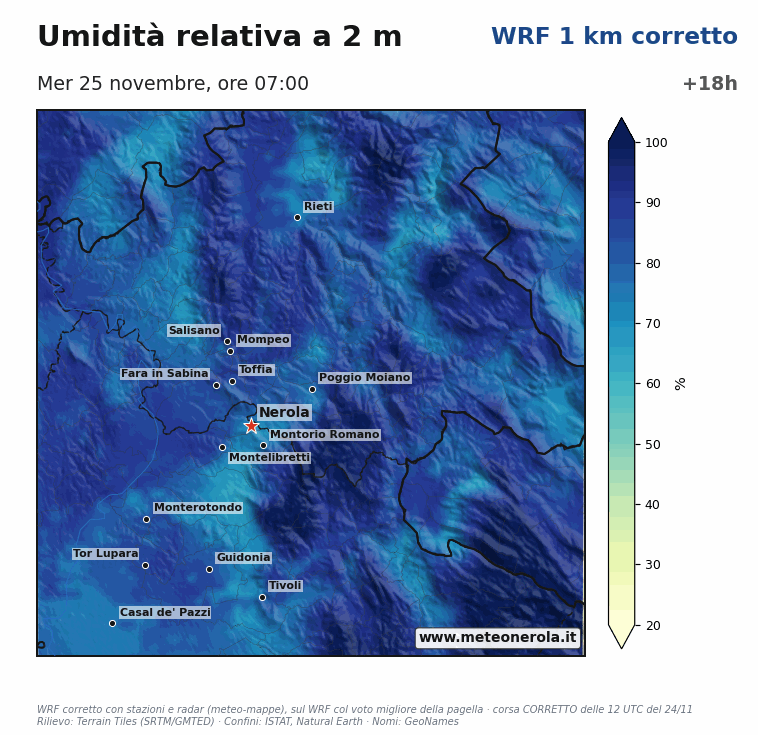 Umidità relativa a 2 m
WRF 1 km corretto
Mer 25 novembre, ore 07:00
+18h
Rieti
Salisano
Mompeo
Fara in Sabina
Toffia
Poggio Moiano
Nerola
Montorio Romano
Montelibretti
Monterotondo
Tor Lupara
Guidonia
Tivoli
Casal de' Pazzi
www.meteonerola.it
100
90
80
70
60
50
40
30
20
%
WRF corretto con stazioni e radar (meteo-mappe), sul WRF col voto migliore della pagella · corsa CORRETTO delle 12 UTC del 24/11
Rilievo: Terrain Tiles (SRTM/GMTED) · Confini: ISTAT, Natural Earth · Nomi: GeoNames